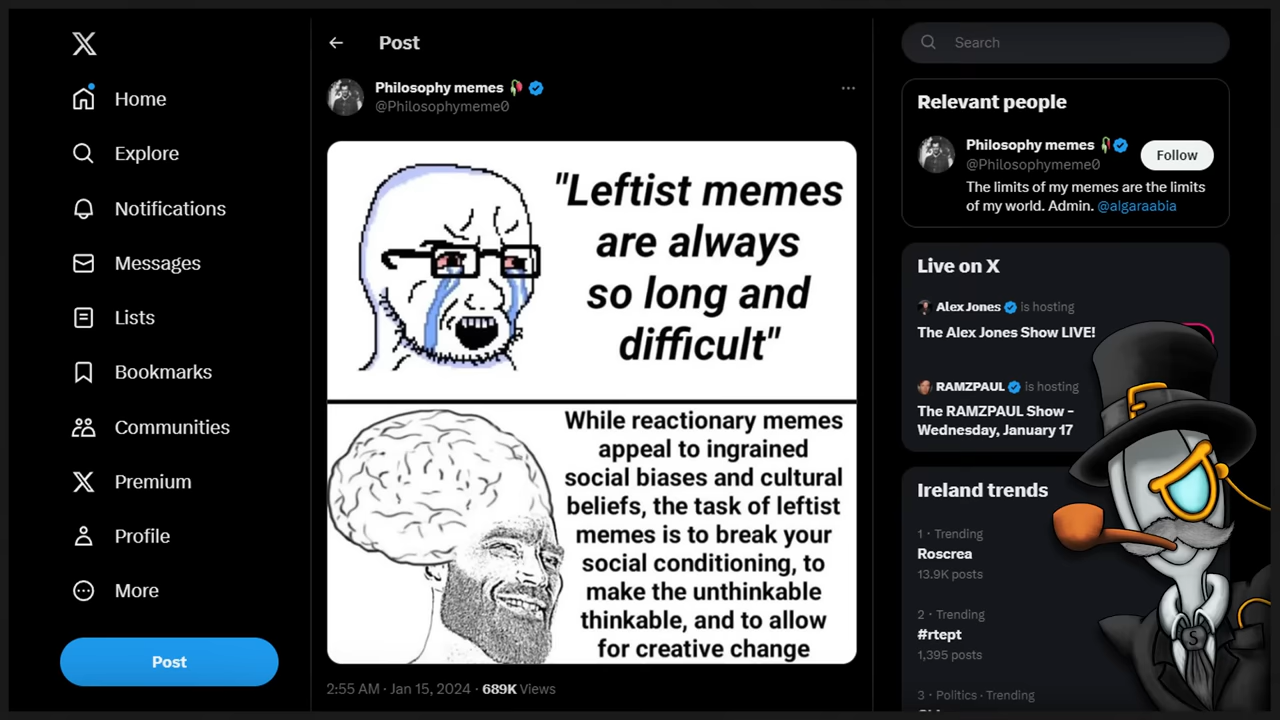 Home
Explore
Notifications
Messages
Lists
Bookmarks
Communities
Premium
Profile
More
Post
Post
Philosophy memes
@Philosophymeme0
"Leftist memes
are always
so long and
difficult"
While reactionary memes
appeal to ingrained
social biases and cultural
beliefs, the task of leftist
memes is to break your
social conditioning, to
make the unthinkable
thinkable, and to allow
for creative change
2:55 AM · Jan 15, 2024 · 689K Views
Search
Relevant people
Philosophy memes
@Philosophymeme0
Follow
The limits of my memes are the limits
of my world. Admin. @algaraabia
Live on X
Alex Jones is hosting
The Alex Jones Show LIVE!
RAMZPAUL is hosting
The RAMZPAUL Show –
Wednesday, January 17
Ireland trends
1 · Trending
Roscrea
13.9K posts
2 · Trending
#rtept
1,395 posts
3 · Politics · Trending
S